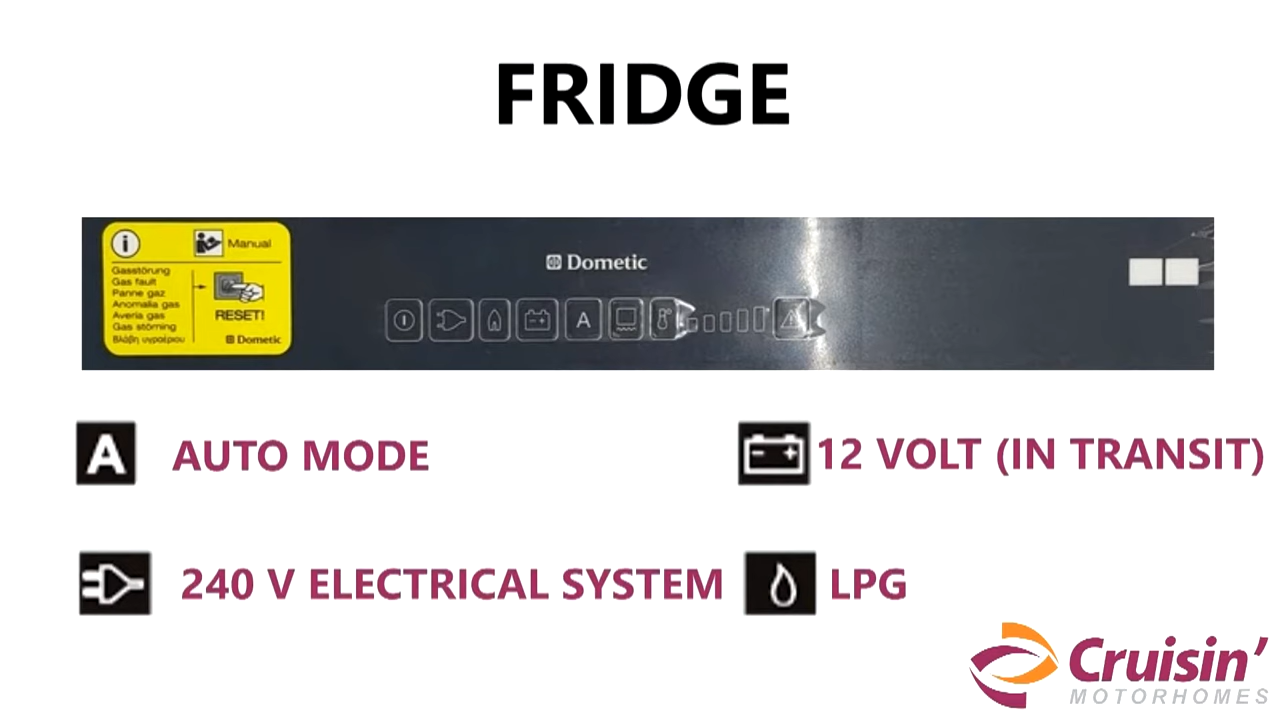 FRIDGE
i Manual
Gasstörung
Gas fault
Panne gaz
Anomalia gas
Averia gas
Gas störning
Βλάβη υγραέριου
RESET!
Dometic
Dometic
A
A AUTO MODE
12 VOLT (IN TRANSIT)
240 V ELECTRICAL SYSTEM
LPG
Cruisin'
MOTORHOMES